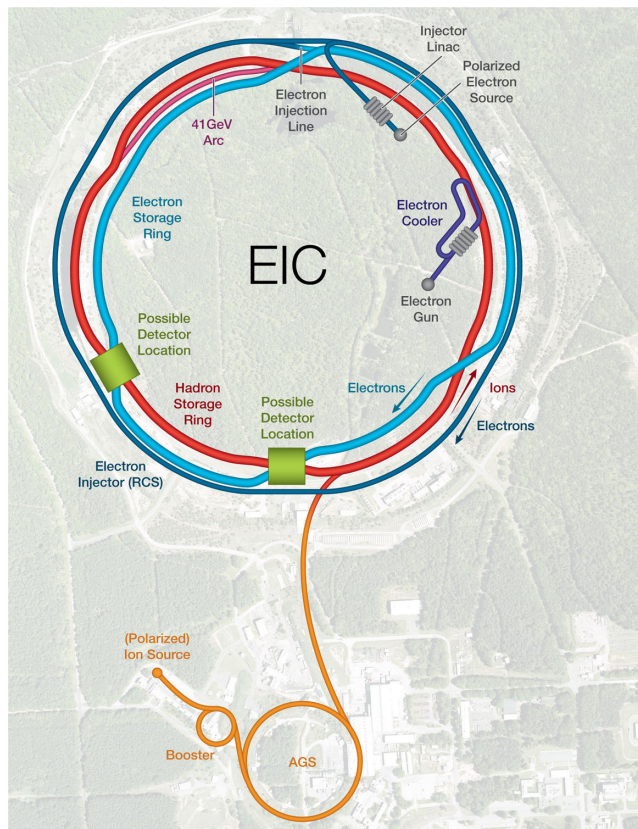 Injector
Linac
Polarized
Electron
Source
Electron
Injection
Line
41GeV
Arc
Electron
Storage
Ring
Electron
Cooler
EIC
Electron
Gun
Possible
Detector
Location
Hadron
Storage
Ring
Possible
Detector
Location
Electrons
Ions
Electrons
Electron
Injector (RCS)
(Polarized)
Ion Source
Booster
AGS